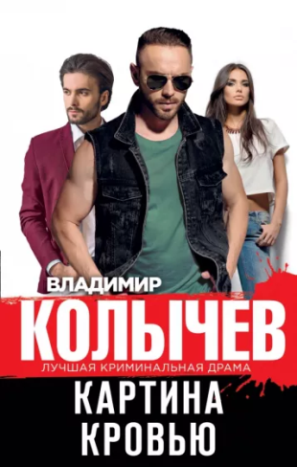 ВЛАДИМИР
КОЛЫЧЕВ
ЛУЧШАЯ КРИМИНАЛЬНАЯ ДРАМА
КАРТИНА
КРОВЬЮ